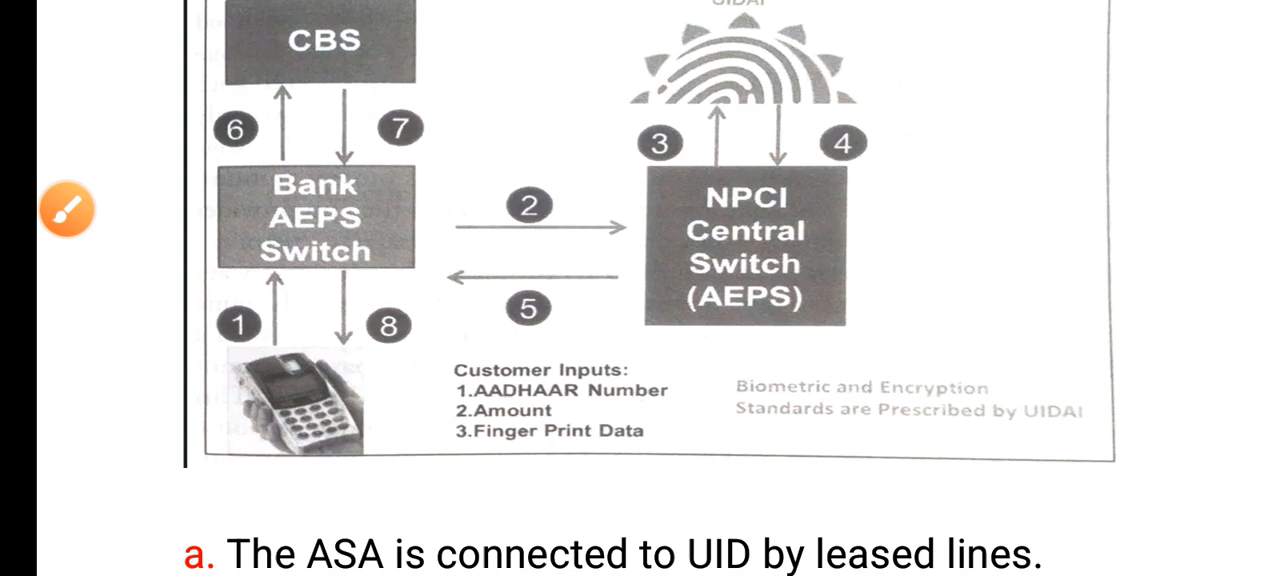 UIDAI
CBS
6
7
3
4
Bank
AEPS
Switch
2
NPCI
Central
Switch
(AEPS)
5
1
8
Customer Inputs:
1.AADHAAR Number
2.Amount
3.Finger Print Data
Biometric and Encryption
Standards are Prescribed by UIDAI
a. The ASA is connected to UID by leased lines.